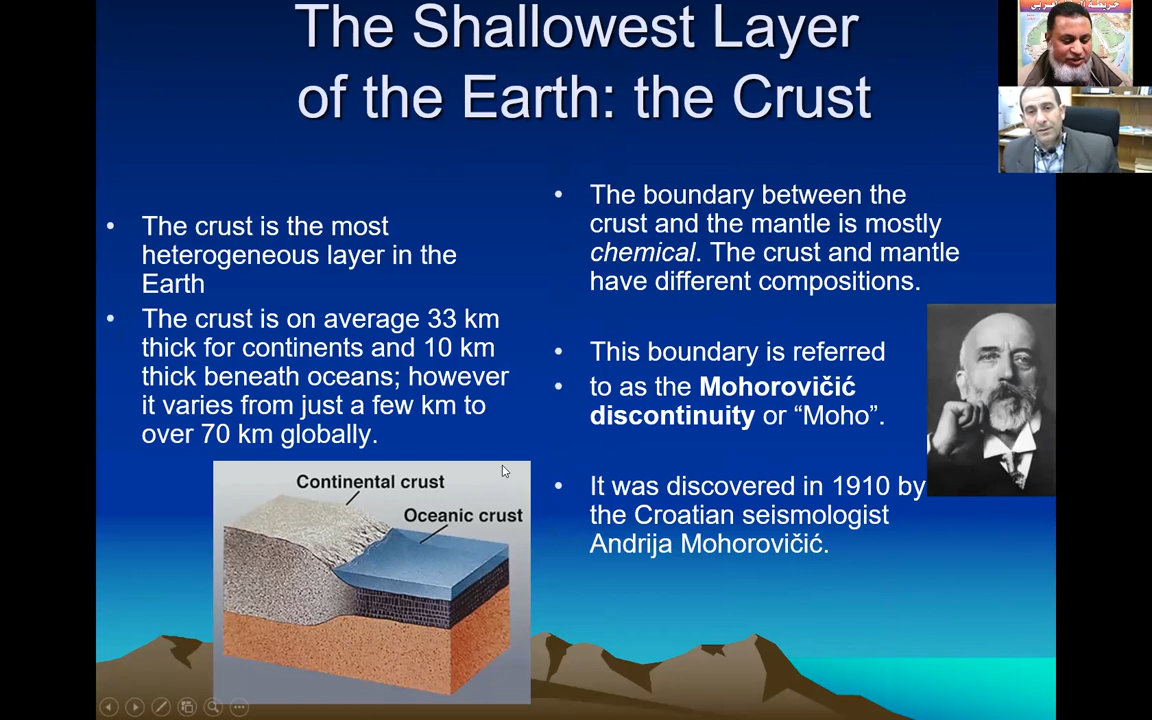 The Shallowest Layer
of the Earth: the Crust
• The crust is the most
heterogeneous layer in the
Earth
• The crust is on average 33 km
thick for continents and 10 km
thick beneath oceans; however
it varies from just a few km to
over 70 km globally.
Continental crust
Oceanic crust
• The boundary between the
crust and the mantle is mostly
chemical. The crust and mantle
have different compositions.
• This boundary is referred
• to as the Mohorovičić
discontinuity or “Moho”.
• It was discovered in 1910 by
the Croatian seismologist
Andrija Mohorovičić.